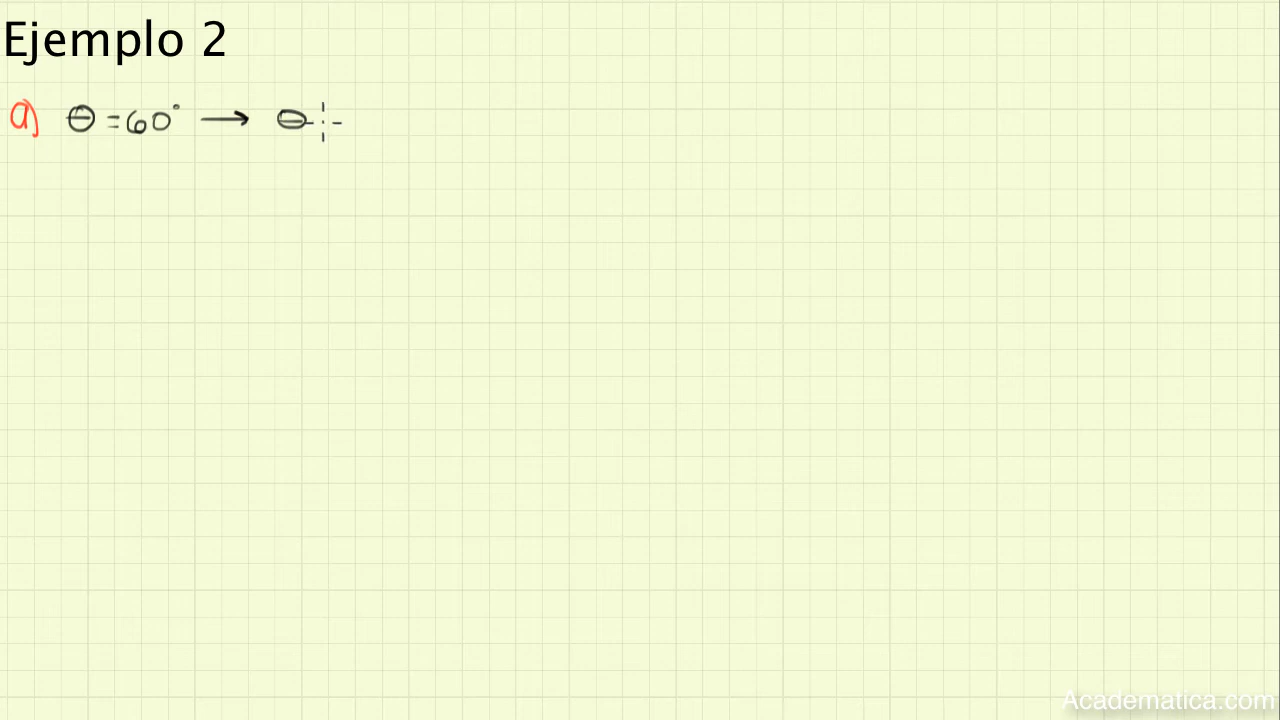 Ejemplo 2
a) θ = 60° → θ
Academatica.com